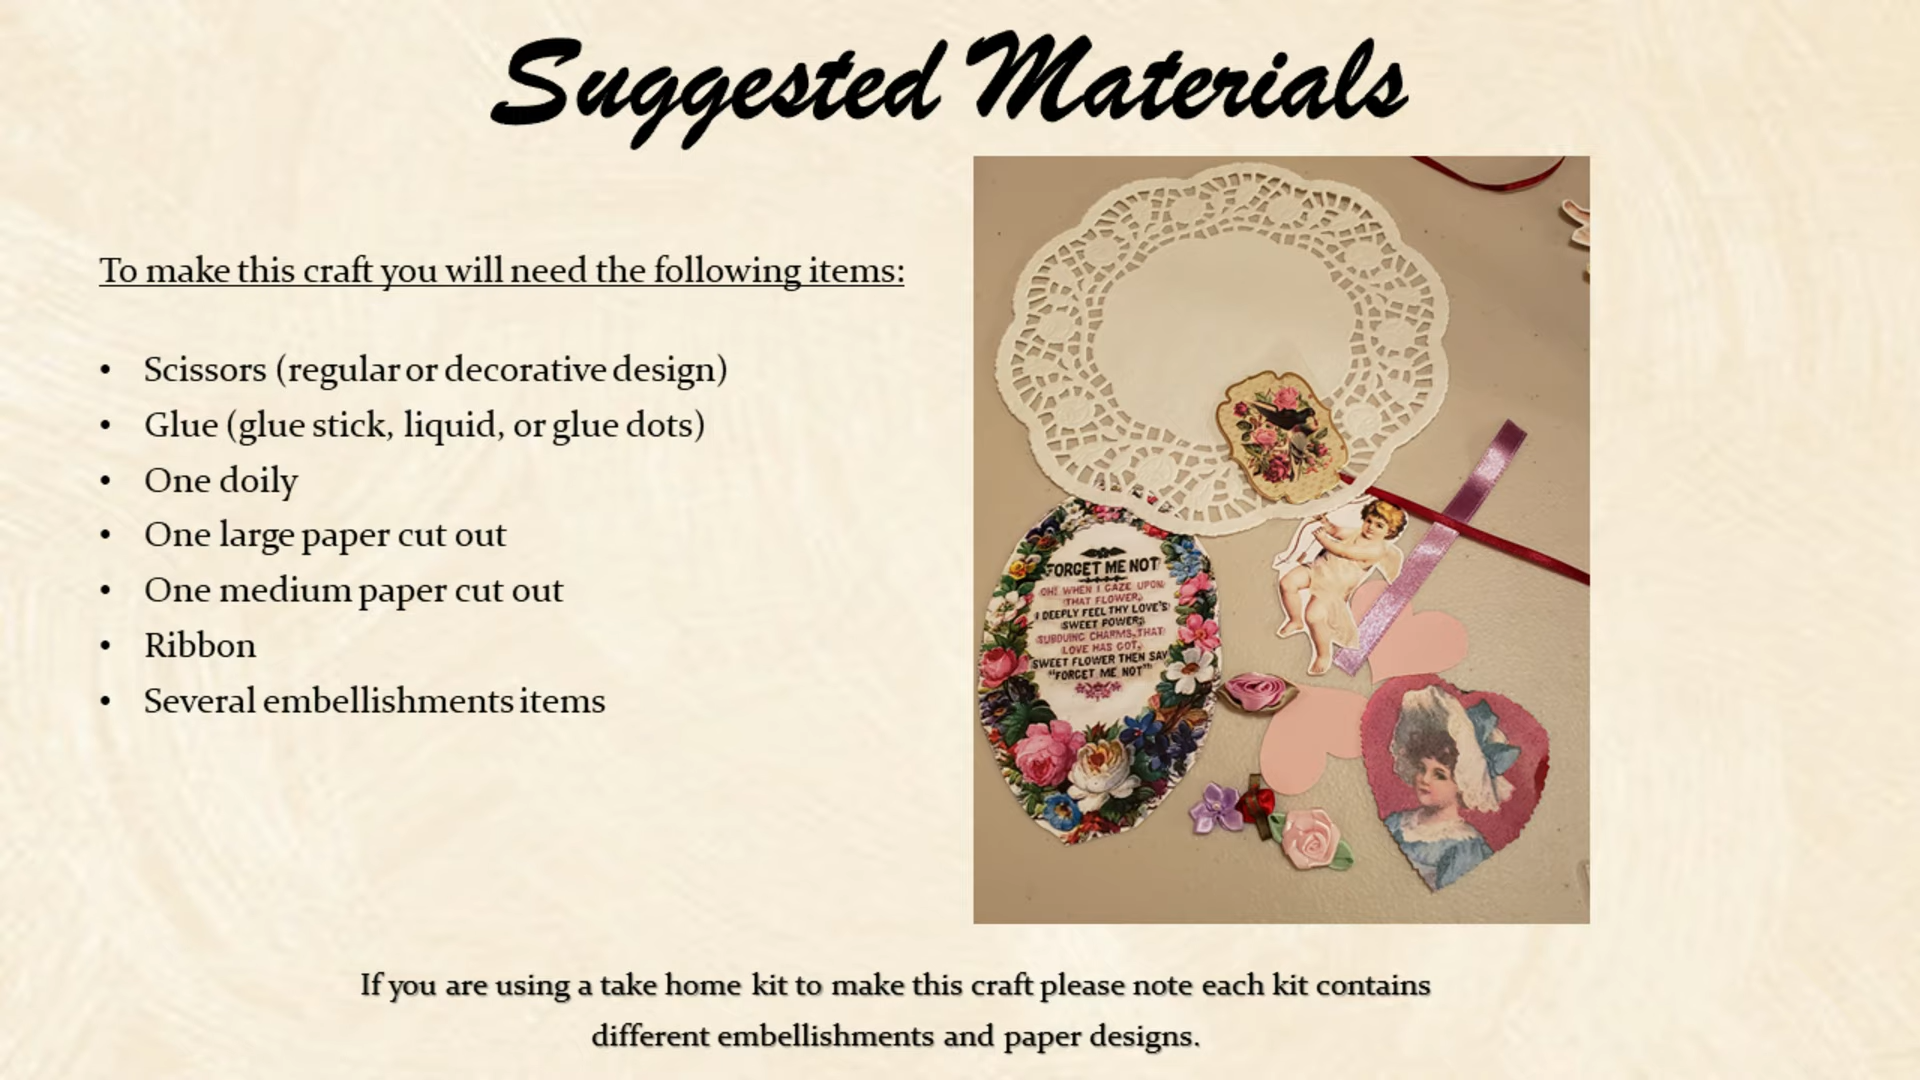 Suggested Materials
To make this craft you will need the following items:
• Scissors (regular or decorative design)
• Glue (glue stick, liquid, or glue dots)
• One doily
• One large paper cut out
• One medium paper cut out
• Ribbon
• Several embellishments items
FORGET ME NOT
OH! WHEN I GAZE UPON
THAT FLOWER,
I DEEPLY FEEL THY LOVE'S
SWEET POWER;
SUBDUING CHARMS, THAT
LOVE HAS GOT,
SWEET FLOWER THEN SAY
"FORGET ME NOT"
If you are using a take home kit to make this craft please note each kit contains
different embellishments and paper designs.